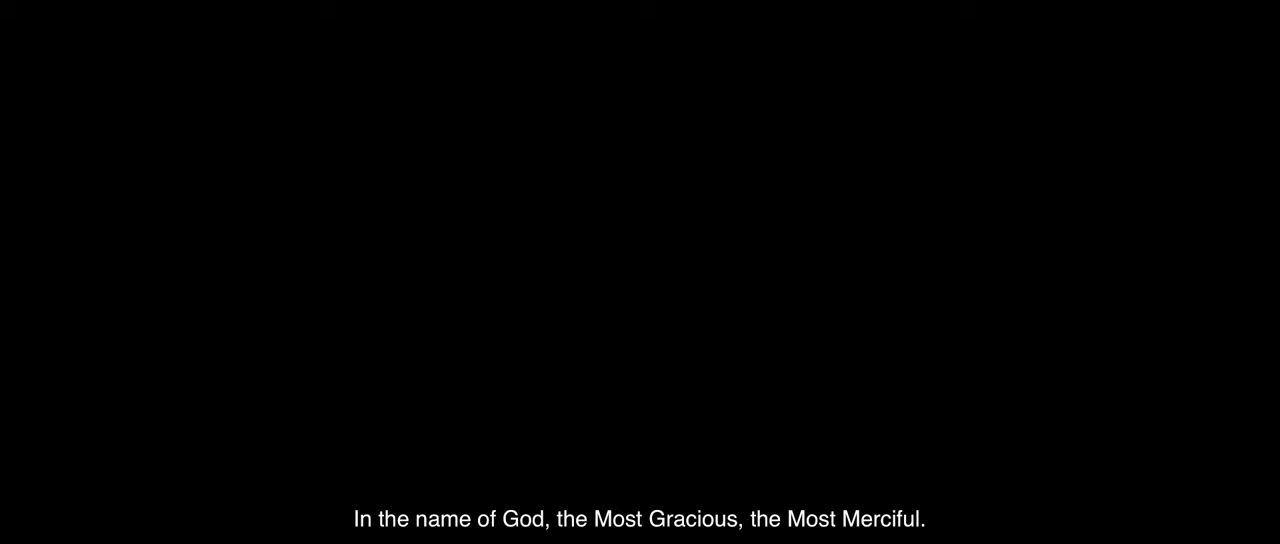 In the name of God, the Most Gracious, the Most Merciful.